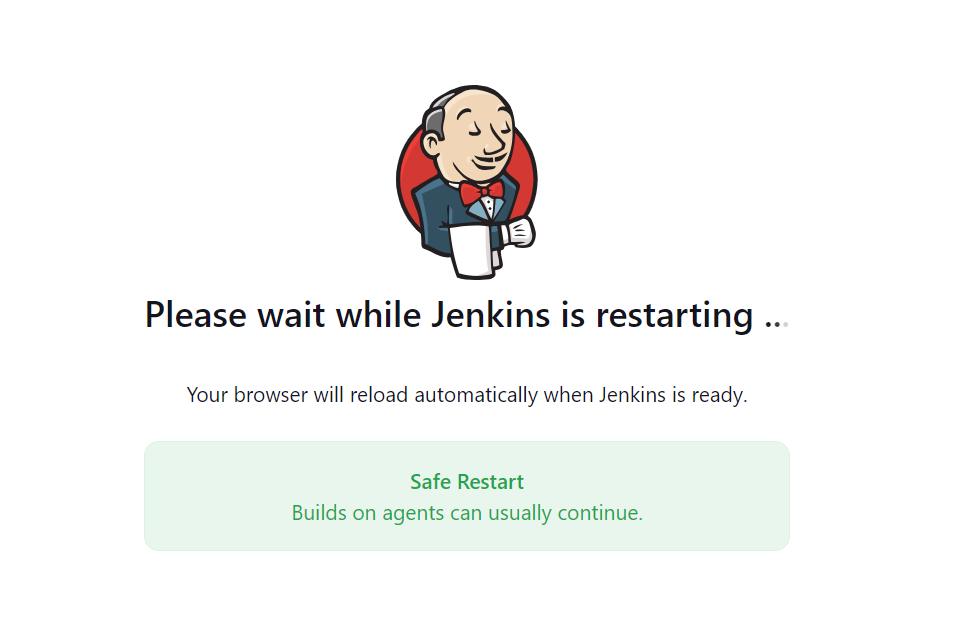 Please wait while Jenkins is restarting ...
Your browser will reload automatically when Jenkins is ready.
Safe Restart
Builds on agents can usually continue.